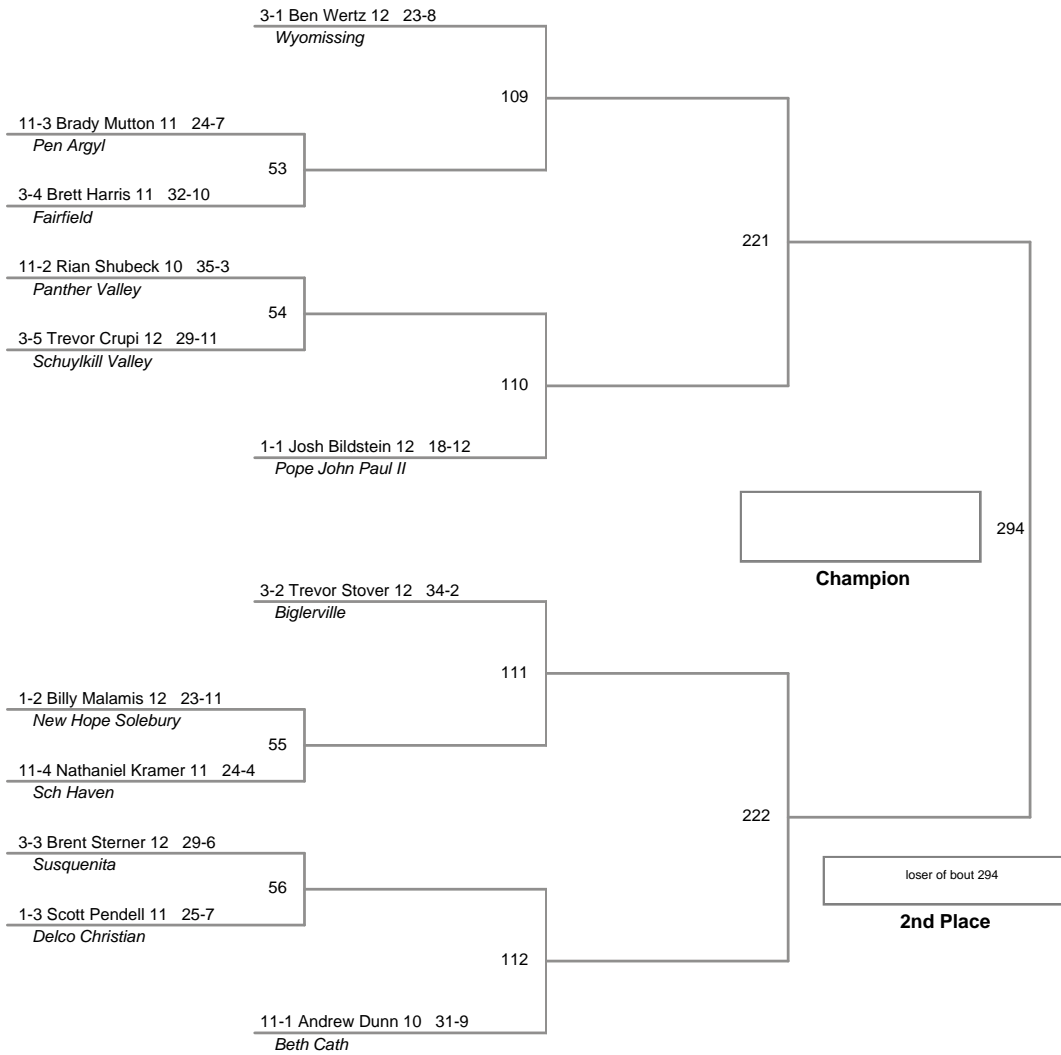 3-1 Ben Wertz 12 23-8
Wyomissing
109
11-3 Brady Mutton 11 24-7
Pen Argyl
53
3-4 Brett Harris 11 32-10
Fairfield
221
11-2 Rian Shubeck 10 35-3
Panther Valley
54
3-5 Trevor Crupi 12 29-11
Schuylkill Valley
110
1-1 Josh Bildstein 12 18-12
Pope John Paul II
294
Champion
3-2 Trevor Stover 12 34-2
Biglerville
111
1-2 Billy Malamis 12 23-11
New Hope Solebury
55
11-4 Nathaniel Kramer 11 24-4
Sch Haven
222
3-3 Brent Sterner 12 29-6
Susquenita
56
1-3 Scott Pendell 11 25-7
Delco Christian
loser of bout 294
2nd Place
112
11-1 Andrew Dunn 10 31-9
Beth Cath